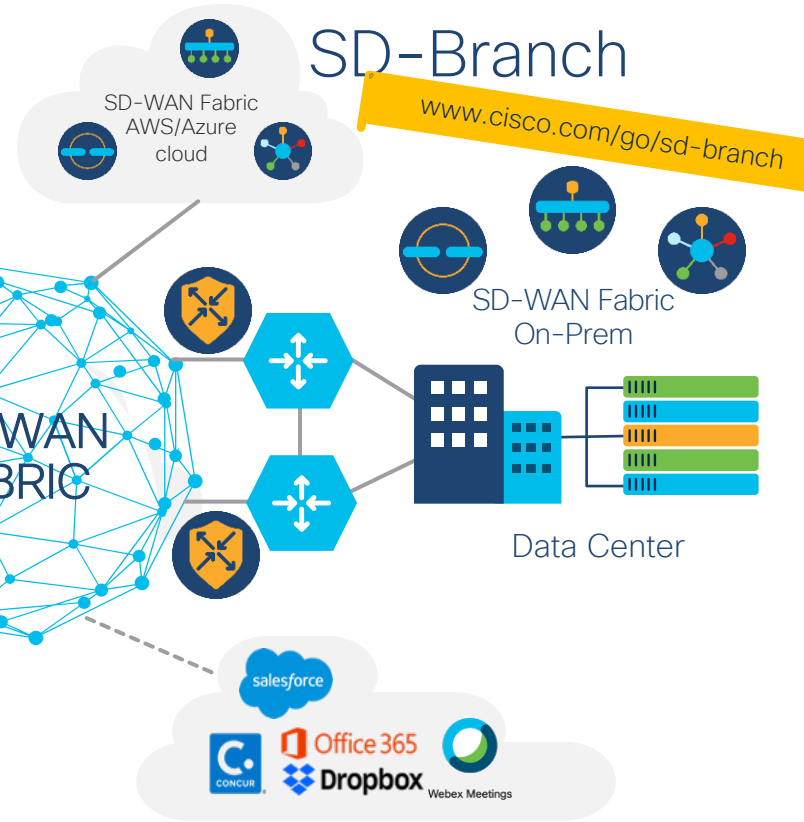 SD-Branch
www.cisco.com/go/sd-branch
SD-WAN Fabric
AWS/Azure
cloud
SD-WAN Fabric
On-Prem
WAN
BRIC
Data Center
salesforce
C.
CONCUR
Office 365
Dropbox
Webex Meetings